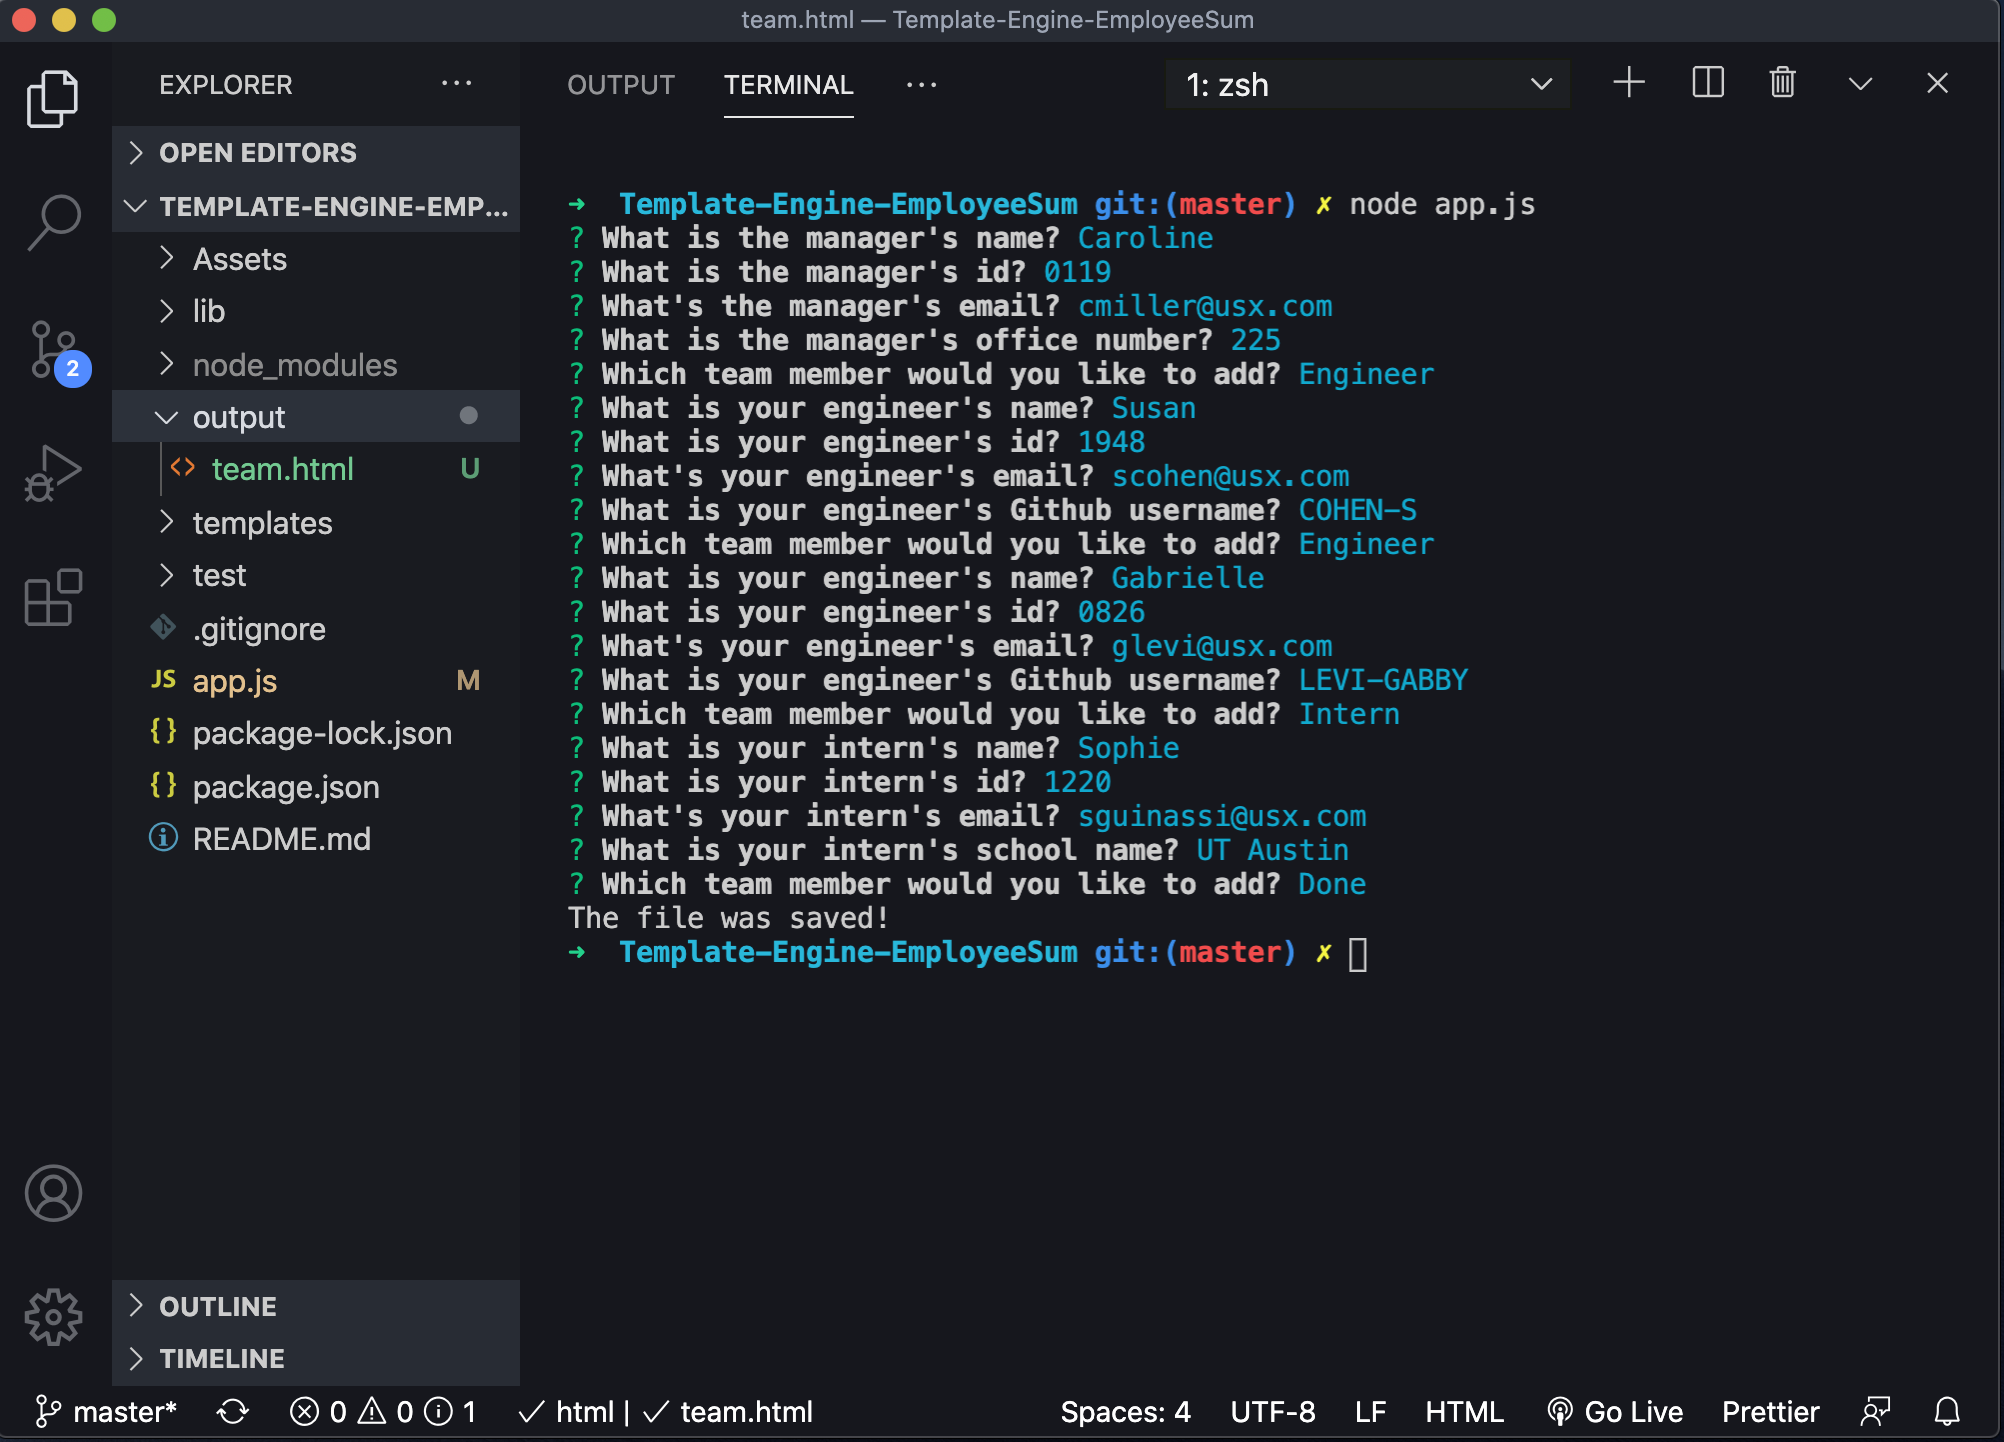 team.html — Template-Engine-EmployeeSum
EXPLORER
OPEN EDITORS
TEMPLATE-ENGINE-EMP...
Assets
lib
node_modules
output
team.html U
templates
test
.gitignore
JS app.js M
{} package-lock.json
{} package.json
README.md
OUTLINE
TIMELINE
2
OUTPUT TERMINAL ... 1: zsh
➜ Template-Engine-EmployeeSum git:(master) ✗ node app.js
? What is the manager's name? Caroline
? What is the manager's id? 0119
? What's the manager's email? cmiller@usx.com
? What is the manager's office number? 225
? Which team member would you like to add? Engineer
? What is your engineer's name? Susan
? What is your engineer's id? 1948
? What's your engineer's email? scohen@usx.com
? What is your engineer's Github username? COHEN-S
? Which team member would you like to add? Engineer
? What is your engineer's name? Gabrielle
? What is your engineer's id? 0826
? What's your engineer's email? glevi@usx.com
? What is your engineer's Github username? LEVI-GABBY
? Which team member would you like to add? Intern
? What is your intern's name? Sophie
? What is your intern's id? 1220
? What's your intern's email? sguinassi@usx.com
? What is your intern's school name? UT Austin
? Which team member would you like to add? Done
The file was saved!
➜ Template-Engine-EmployeeSum git:(master) ✗
master* 0 0 1 ✓ html | ✓ team.html Spaces: 4 UTF-8 LF HTML Go Live Prettier